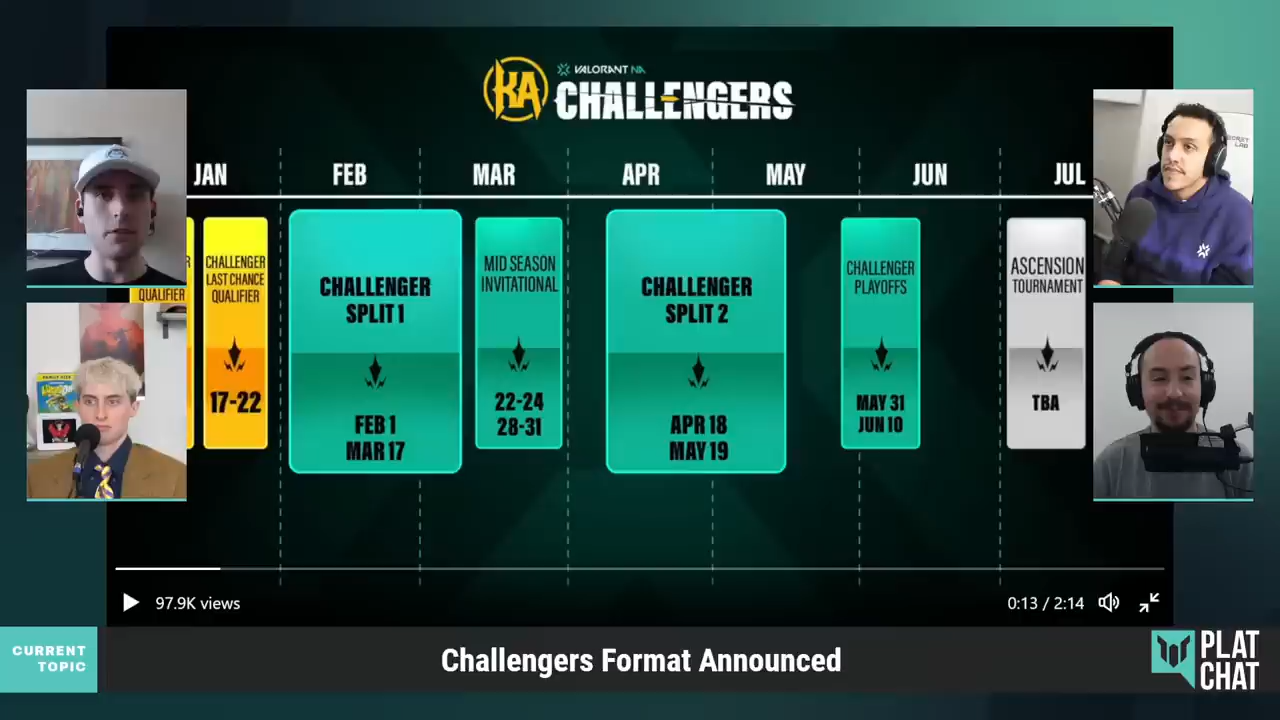 KA
VALORANT NA
CHALLENGERS
JAN
FEB
MAR
APR
MAY
JUN
JUL
QUALIFIER
CHALLENGER
LAST CHANCE
QUALIFIER
17-22
CHALLENGER
SPLIT 1
FEB 1
MAR 17
MID SEASON
INVITATIONAL
22-24
28-31
CHALLENGER
SPLIT 2
APR 18
MAY 19
CHALLENGER
PLAYOFFS
MAY 31
JUN 10
ASCENSION
TOURNAMENT
TBA
97.9K views
0:13 / 2:14
CURRENT
TOPIC
Challengers Format Announced
PLAT
CHAT